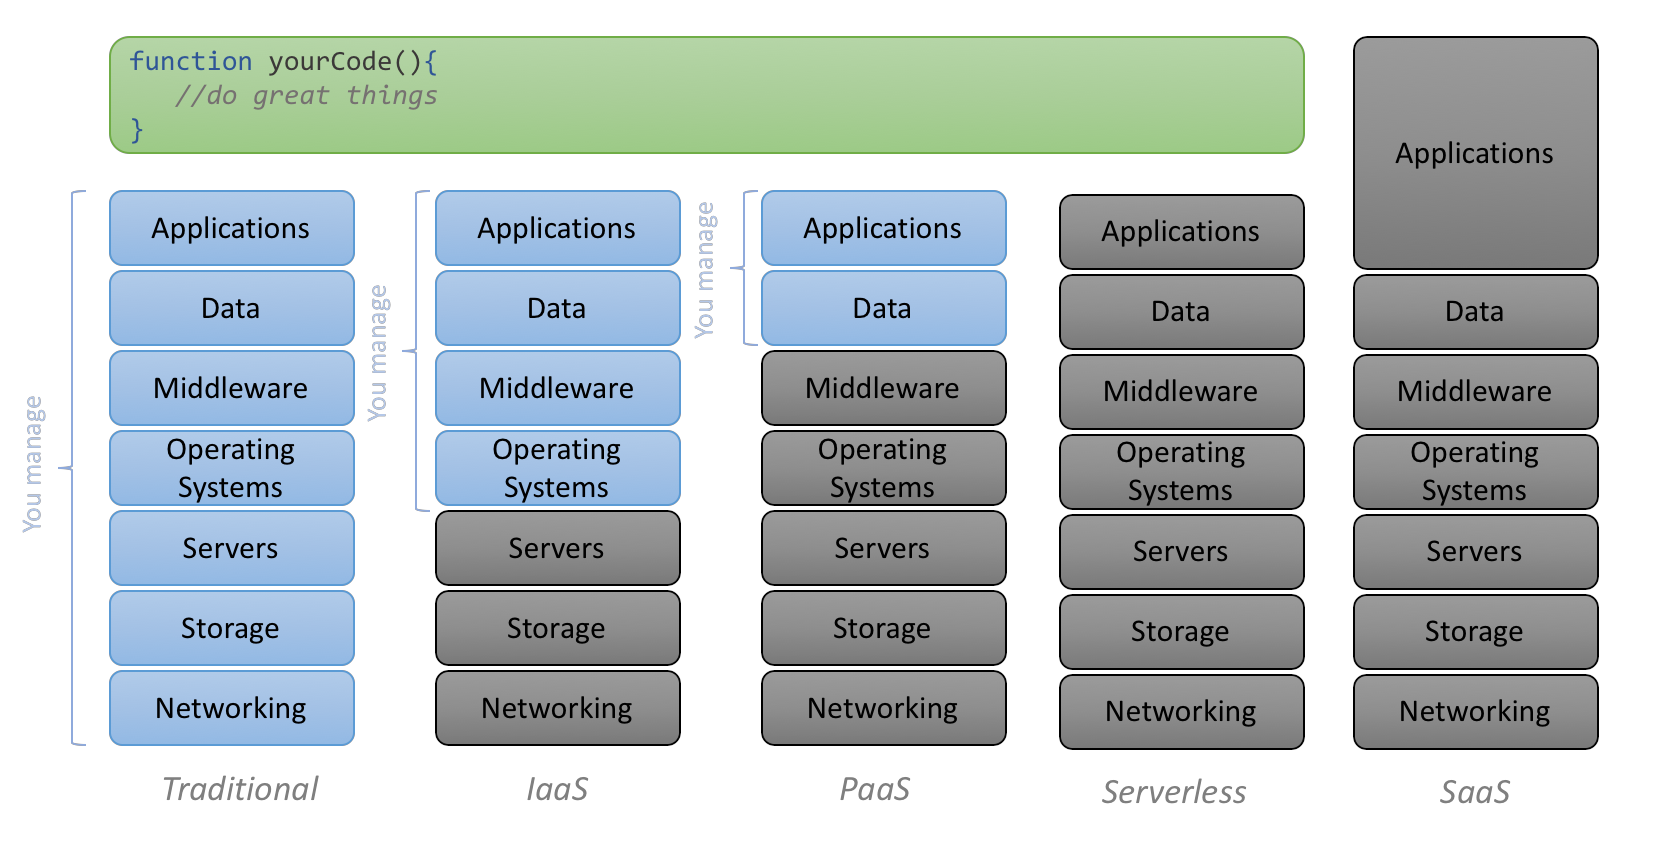 function yourCode(){
//do great things
}
You manage
Applications
Data
Middleware
Operating
Systems
Servers
Storage
Networking
Traditional
You manage
Applications
Data
Middleware
Operating
Systems
Servers
Storage
Networking
IaaS
You manage
Applications
Data
Middleware
Operating
Systems
Servers
Storage
Networking
PaaS
Applications
Data
Middleware
Operating
Systems
Servers
Storage
Networking
Serverless
Applications
Data
Middleware
Operating
Systems
Servers
Storage
Networking
SaaS